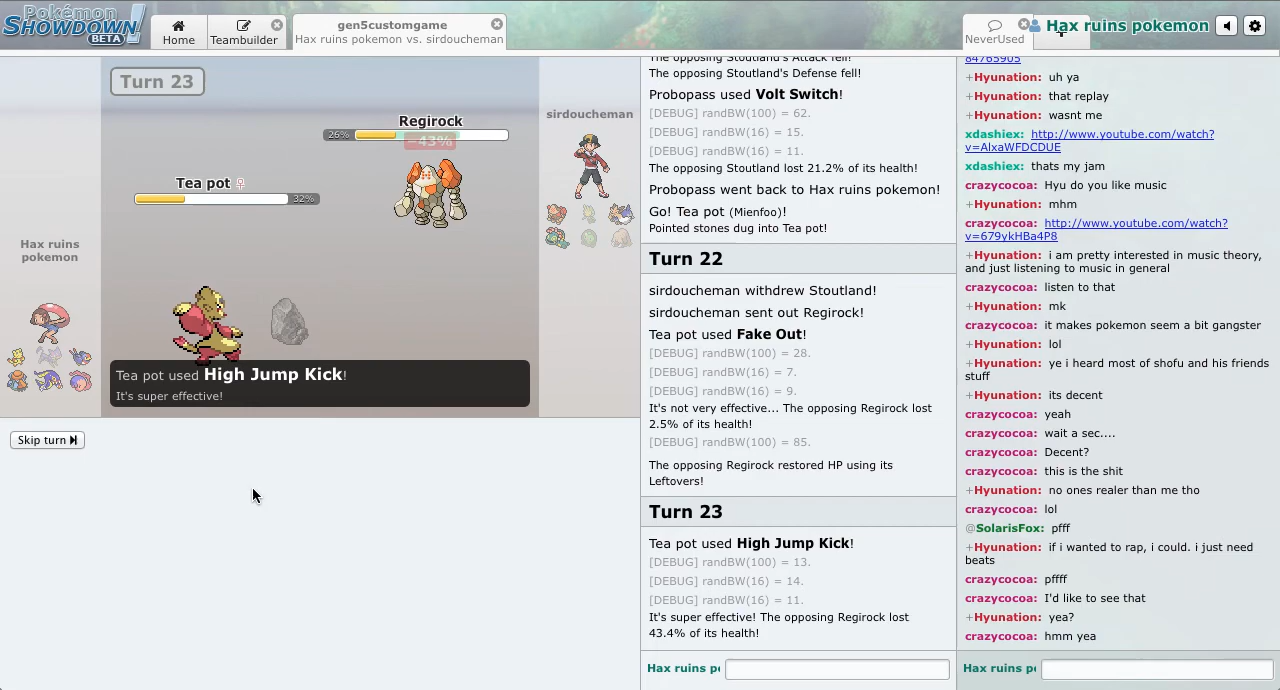 Pokémon
SHOWDOWN!
BETA
Home
Teambuilder
gen5customgame
Hax ruins pokemon vs. sirdoucheman
NeverUsed
Hax ruins pokemon
Turn 23
Regirock
26%
-43%
Tea pot ♀
32%
sirdoucheman
Hax ruins
pokemon
Tea pot used High Jump Kick!
It's super effective!
Skip turn
The opposing Stoutland's Attack fell!
The opposing Stoutland's Defense fell!
Probopass used Volt Switch!
[DEBUG] randBW(100) = 62.
[DEBUG] randBW(16) = 15.
[DEBUG] randBW(16) = 11.
The opposing Stoutland lost 21.2% of its health!
Probopass went back to Hax ruins pokemon!
Go! Tea pot (Mienfoo)!
Pointed stones dug into Tea pot!
Turn 22
sirdoucheman withdrew Stoutland!
sirdoucheman sent out Regirock!
Tea pot used Fake Out!
[DEBUG] randBW(100) = 28.
[DEBUG] randBW(16) = 7.
[DEBUG] randBW(16) = 9.
It's not very effective... The opposing Regirock lost
2.5% of its health!
[DEBUG] randBW(100) = 85.
The opposing Regirock restored HP using its
Leftovers!
Turn 23
Tea pot used High Jump Kick!
[DEBUG] randBW(100) = 13.
[DEBUG] randBW(16) = 14.
[DEBUG] randBW(16) = 11.
It's super effective! The opposing Regirock lost
43.4% of its health!
Hax ruins po
84765905
+Hyunation: uh ya
+Hyunation: that replay
+Hyunation: wasnt me
xdashiex: http://www.youtube.com/watch?
v=AlxaWFDCDUE
xdashiex: thats my jam
crazycocoa: Hyu do you like music
+Hyunation: mhm
crazycocoa: http://www.youtube.com/watch?
v=679ykHBa4P8
+Hyunation: i am pretty interested in music theory,
and just listening to music in general
crazycocoa: listen to that
+Hyunation: mk
crazycocoa: it makes pokemon seem a bit gangster
+Hyunation: lol
+Hyunation: ye i heard most of shofu and his friends
stuff
+Hyunation: its decent
crazycocoa: yeah
crazycocoa: wait a sec....
crazycocoa: Decent?
crazycocoa: this is the shit
+Hyunation: no ones realer than me tho
crazycocoa: lol
@SolarisFox: pfff
+Hyunation: if i wanted to rap, i could. i just need
beats
crazycocoa: pffff
crazycocoa: I'd like to see that
+Hyunation: yea?
crazycocoa: hmm yea
Hax ruins po